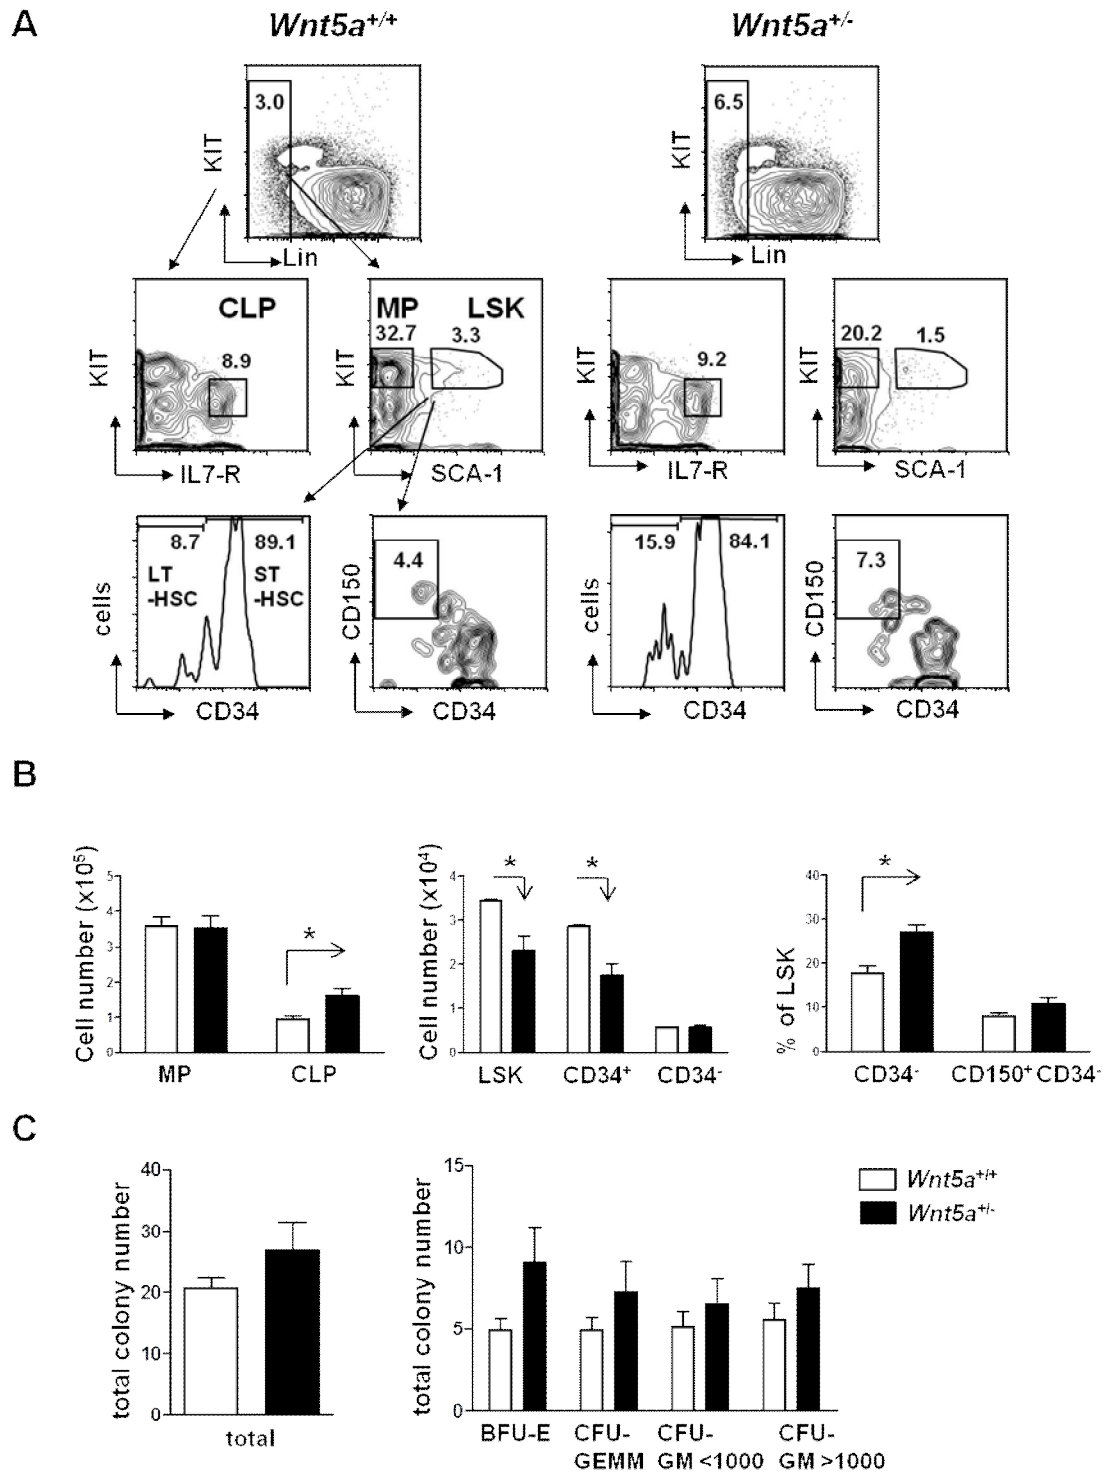 A
Wnt5a+/+
Wnt5a+/-
3.0
6.5
KIT
KIT
Lin
Lin
CLP
MP LSK
8.9
32.7 3.3
9.2
20.2 1.5
KIT
KIT
KIT
KIT
IL7-R
SCA-1
IL7-R
SCA-1
8.7 89.1
LT
-HSC
ST
-HSC
4.4
15.9 84.1
7.3
cells
CD150
cells
CD150
CD34
CD34
CD34
CD34
B
Cell number (x10⁵)
5
4
3
2
1
0
*
MP CLP
Cell number (x10⁴)
4
3
2
1
0
* *
LSK CD34+ CD34-
% of LSK
40
30
20
10
0
*
CD34- CD150+CD34-
C
total colony number
40
30
20
10
0
total
total colony number
15
10
5
0
BFU-E
CFU-
GEMM
CFU-
GM <1000
CFU-
GM >1000
Wnt5a+/+
Wnt5a+/-